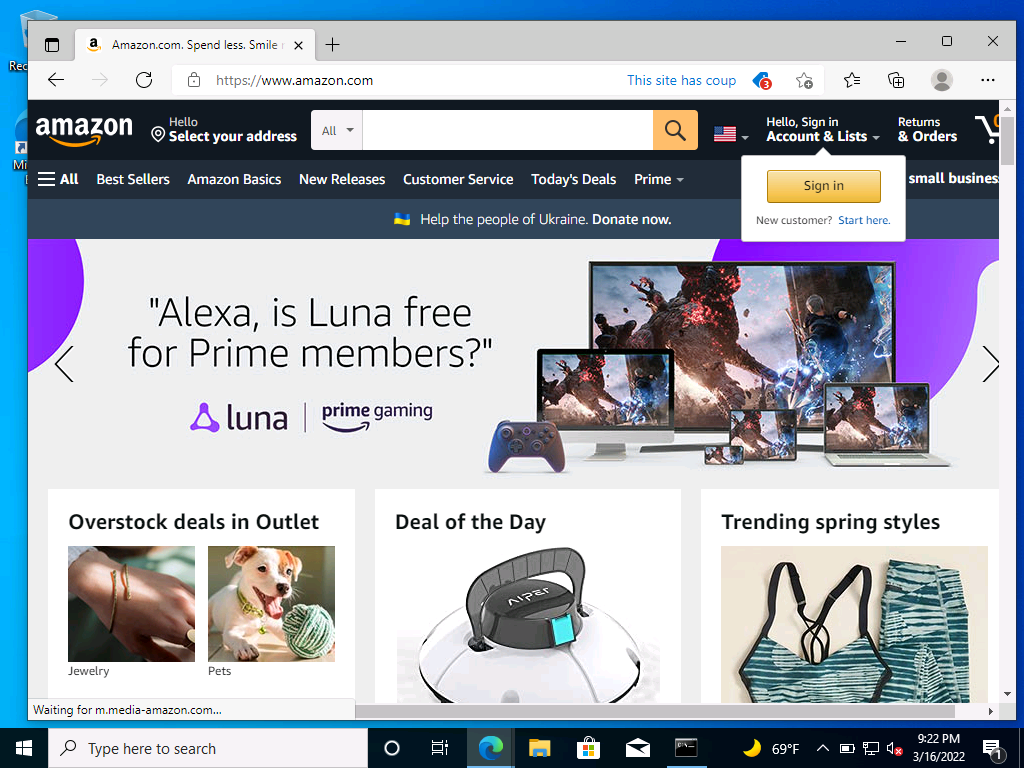 Amazon.com. Spend less. Smile
https://www.amazon.com
This site has coup
3
amazon
Hello
Select your address
All
Hello, Sign in
Account & Lists
Returns
& Orders
0
All
Best Sellers
Amazon Basics
New Releases
Customer Service
Today's Deals
Prime
small business
Sign in
New customer? Start here.
Help the people of Ukraine. Donate now.
"Alexa, is Luna free
for Prime members?"
luna
prime gaming
Overstock deals in Outlet
Deal of the Day
Trending spring styles
AIPER
Jewelry
Pets
Waiting for m.media-amazon.com...
Type here to search
69°F
9:22 PM
3/16/2022
1